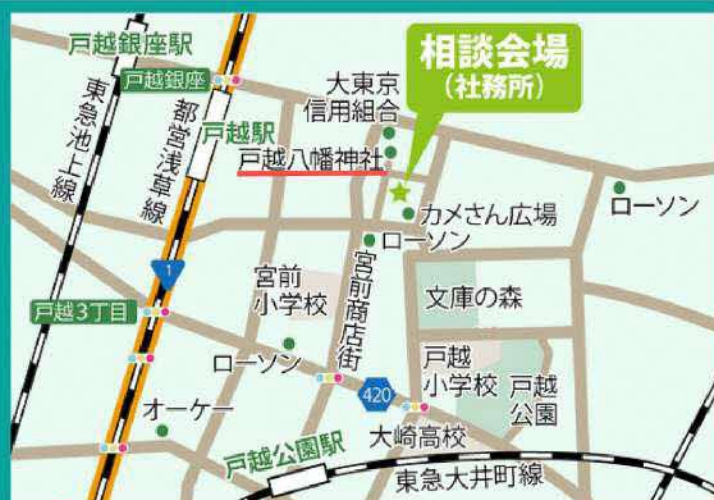 戸越銀座駅
戸越銀座
東急池上線
都営浅草線
戸越駅
大東京
信用組合
相談会場
(社務所)
戸越八幡神社
カメさん広場
ローソン
ローソン
1
宮前
小学校
宮前商店街
文庫の森
戸越3丁目
ローソン
戸越
小学校
戸越
公園
420
オーケー
大崎高校
戸越公園駅
東急大井町線